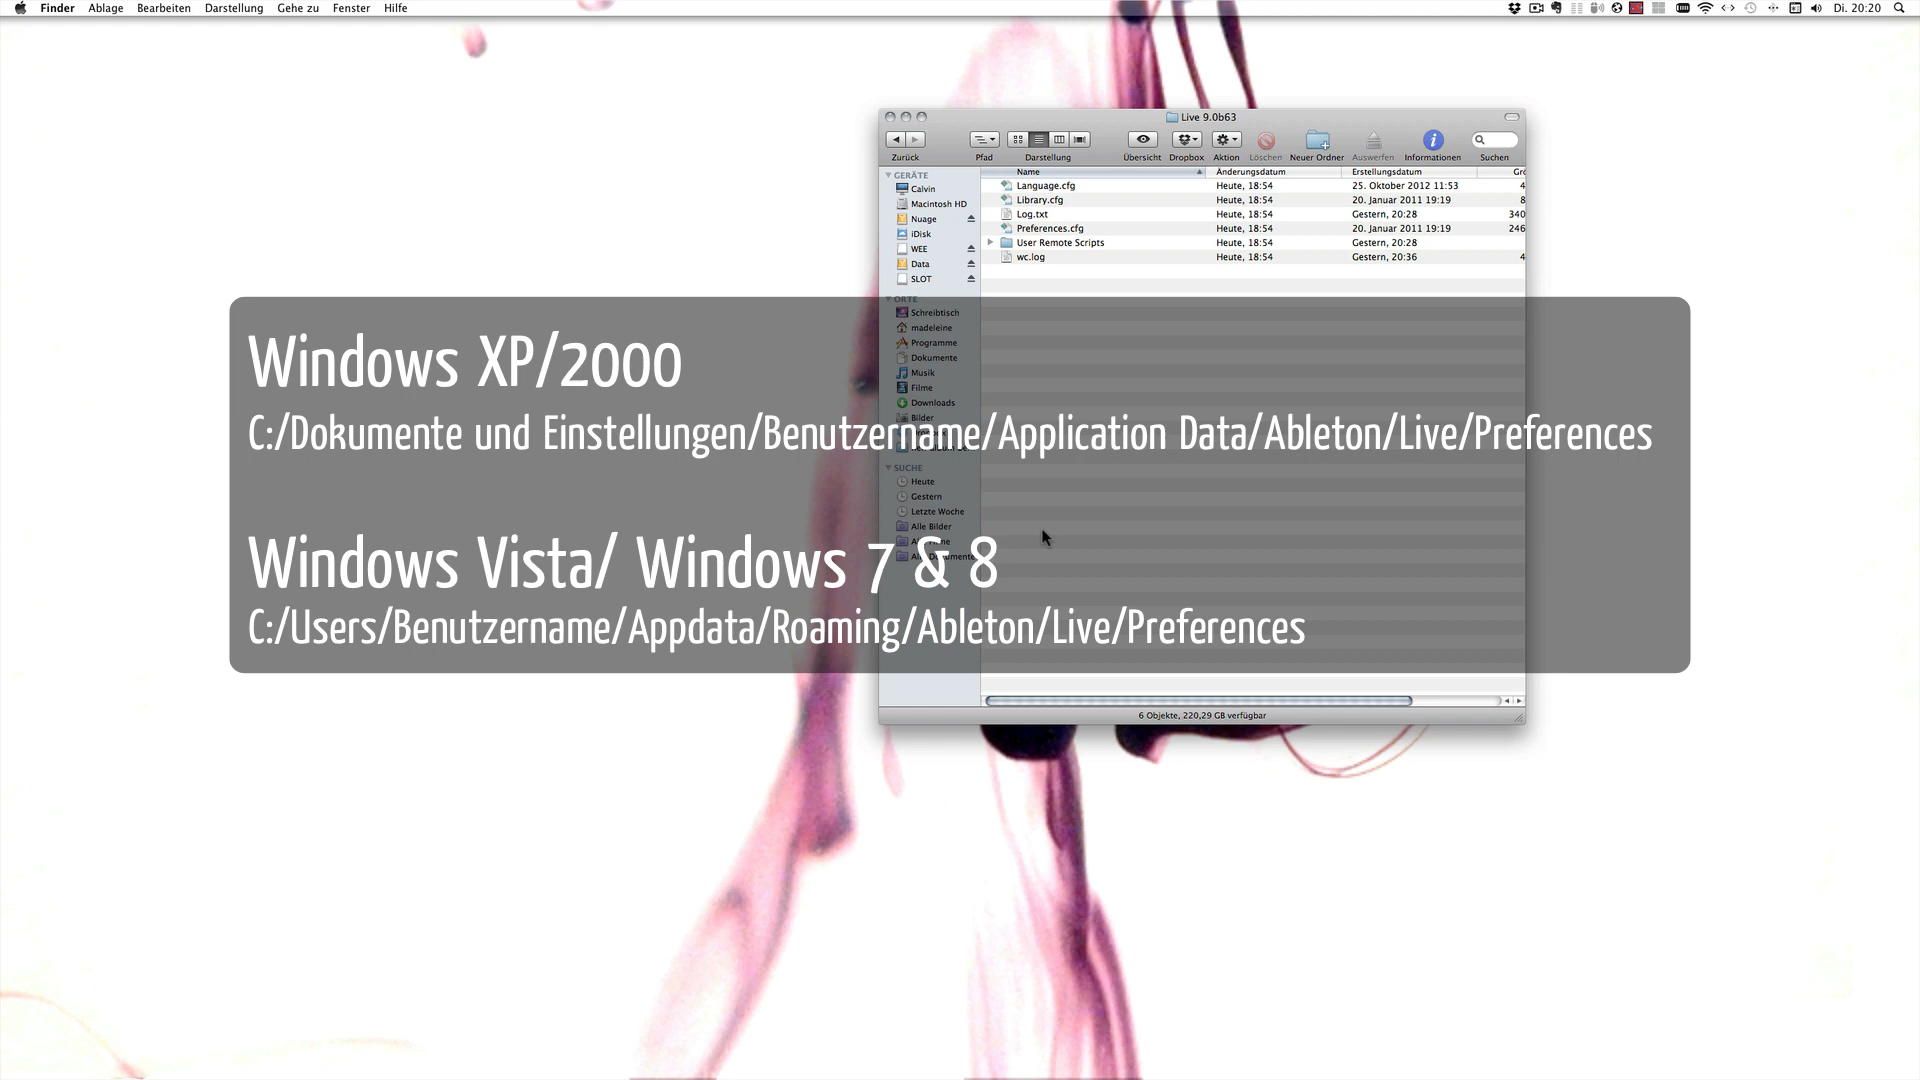 Finder Ablage Bearbeiten Darstellung Gehe zu Fenster Hilfe
Di. 20:20
Live 9.0b63
Zurück Pfad Darstellung Übersicht Dropbox Aktion Löschen Neuer Ordner Auswerfen Informationen Suchen
Name Änderungsdatum Erstellungsdatum
Language.cfg Heute, 18:54 25. Oktober 2012 11:53 4
Library.cfg Heute, 18:54 20. Januar 2011 19:19 8
Log.txt Heute, 18:54 Gestern, 20:28 340
Preferences.cfg Heute, 18:54 20. Januar 2011 19:19 246
User Remote Scripts Heute, 18:54 Gestern, 20:28
wc.log Heute, 18:54 Gestern, 20:36 4
GERÄTE
Calvin
Macintosh HD
Nuage
iDisk
WEE
Data
SLOT
ORTE
Schreibtisch
madeleine
Programme
Dokumente
Musik
Filme
Downloads
Bilder
SUCHE
Heute
Gestern
Letzte Woche
Alle Bilder
Windows XP/2000
C:/Dokumente und Einstellungen/Benutzername/Application Data/Ableton/Live/Preferences
Windows Vista/ Windows 7 & 8
C:/Users/Benutzername/Appdata/Roaming/Ableton/Live/Preferences
6 Objekte, 220,29 GB verfügbar